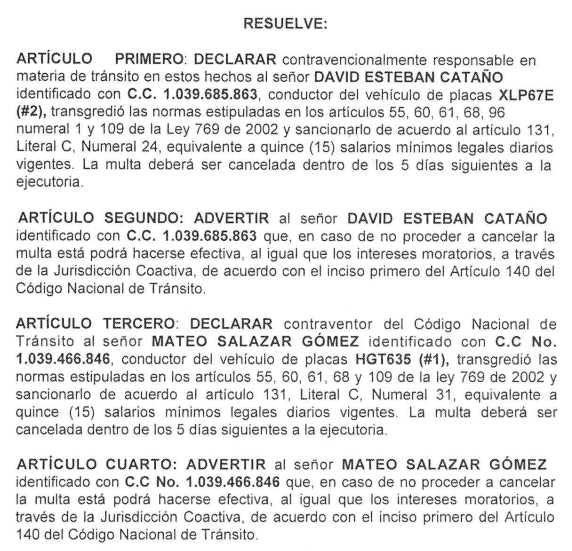 RESUELVE:
ARTÍCULO PRIMERO: DECLARAR contravencionalmente responsable en
materia de tránsito en estos hechos al señor DAVID ESTEBAN CATAÑO
identificado con C.C. 1.039.685.863, conductor del vehículo de placas XLP67E
(#2), transgredió las normas estipuladas en los artículos 55, 60, 61, 68, 96
numeral 1 y 109 de la Ley 769 de 2002 y sancionarlo de acuerdo al artículo 131,
Literal C, Numeral 24, equivalente a quince (15) salarios mínimos legales diarios
vigentes. La multa deberá ser cancelada dentro de los 5 días siguientes a la
ejecutoria.
ARTÍCULO SEGUNDO: ADVERTIR al señor DAVID ESTEBAN CATAÑO
identificado con C.C. 1.039.685.863 que, en caso de no proceder a cancelar la
multa está podrá hacerse efectiva, al igual que los intereses moratorios, a través
de la Jurisdicción Coactiva, de acuerdo con el inciso primero del Artículo 140 del
Código Nacional de Tránsito.
ARTÍCULO TERCERO: DECLARAR contraventor del Código Nacional de
Tránsito al señor MATEO SALAZAR GÓMEZ identificado con C.C No.
1.039.466.846, conductor del vehículo de placas HGT635 (#1), transgredió las
normas estipuladas en los artículos 55, 60, 61, 68 y 109 de la ley 769 de 2002 y
sancionarlo de acuerdo al artículo 131, Literal C, Numeral 31, equivalente a
quince (15) salarios mínimos legales diarios vigentes. La multa deberá ser
cancelada dentro de los 5 días siguientes a la ejecutoria.
ARTÍCULO CUARTO: ADVERTIR al señor MATEO SALAZAR GÓMEZ
identificado con C.C No. 1.039.466.846 que, en caso de no proceder a cancelar
la multa está podrá hacerse efectiva, al igual que los intereses moratorios, a
través de la Jurisdicción Coactiva, de acuerdo con el inciso primero del Artículo
140 del Código Nacional de Tránsito.